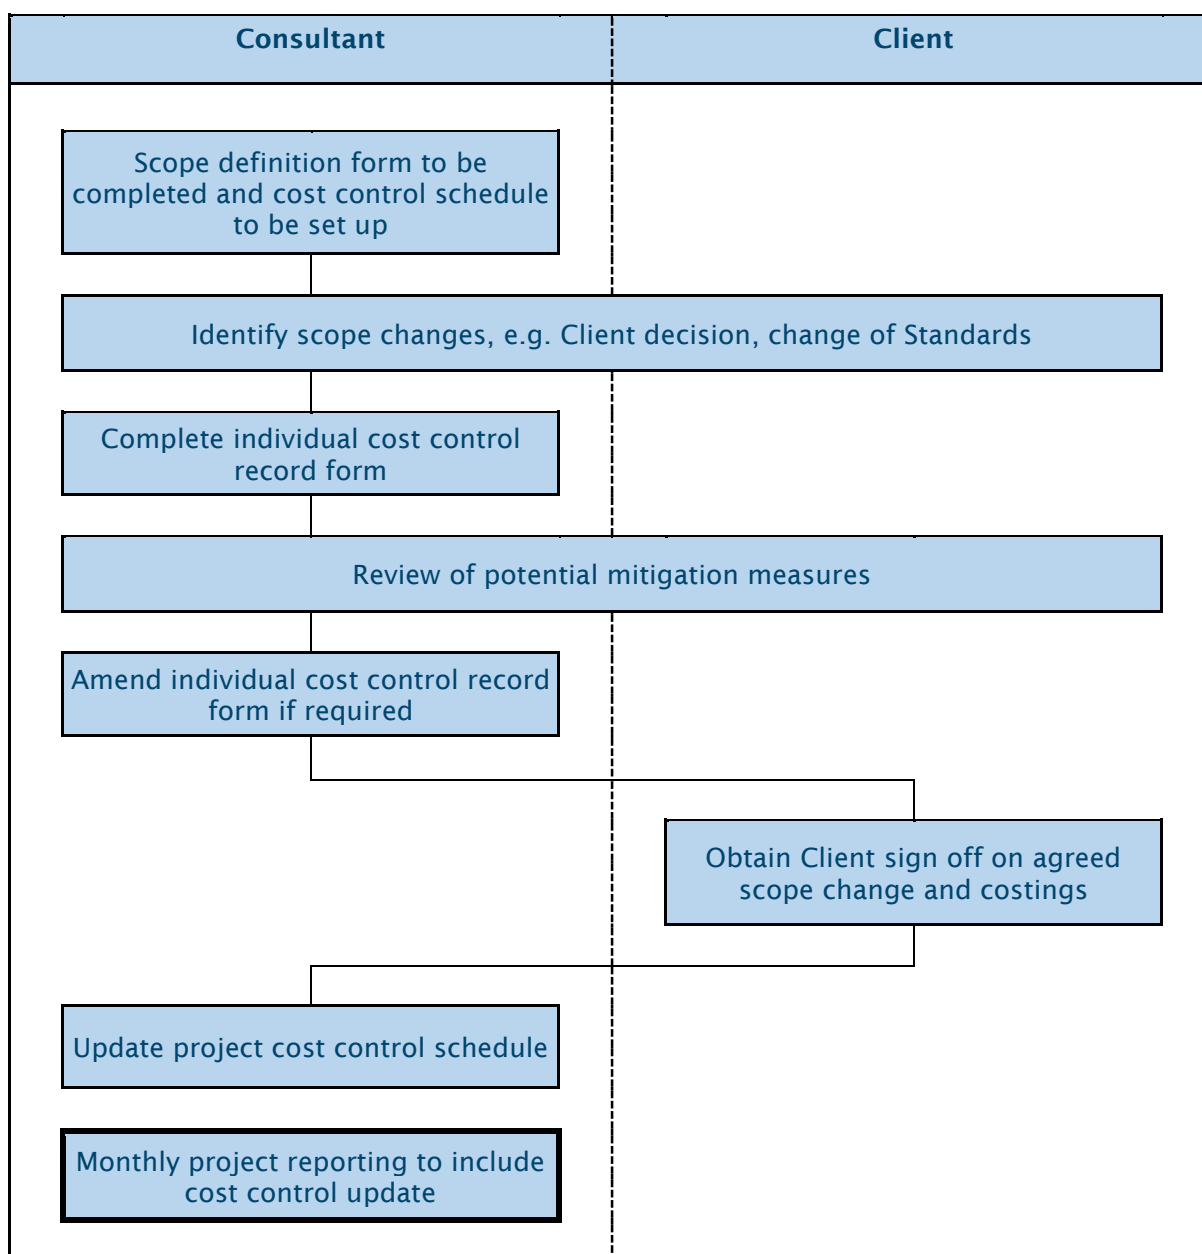 Consultant
Client
Scope definition form to be
completed and cost control schedule
to be set up
Identify scope changes, e.g. Client decision, change of Standards
Complete individual cost control
record form
Review of potential mitigation measures
Amend individual cost control record
form if required
Obtain Client sign off on agreed
scope change and costings
Update project cost control schedule
Monthly project reporting to include
cost control update